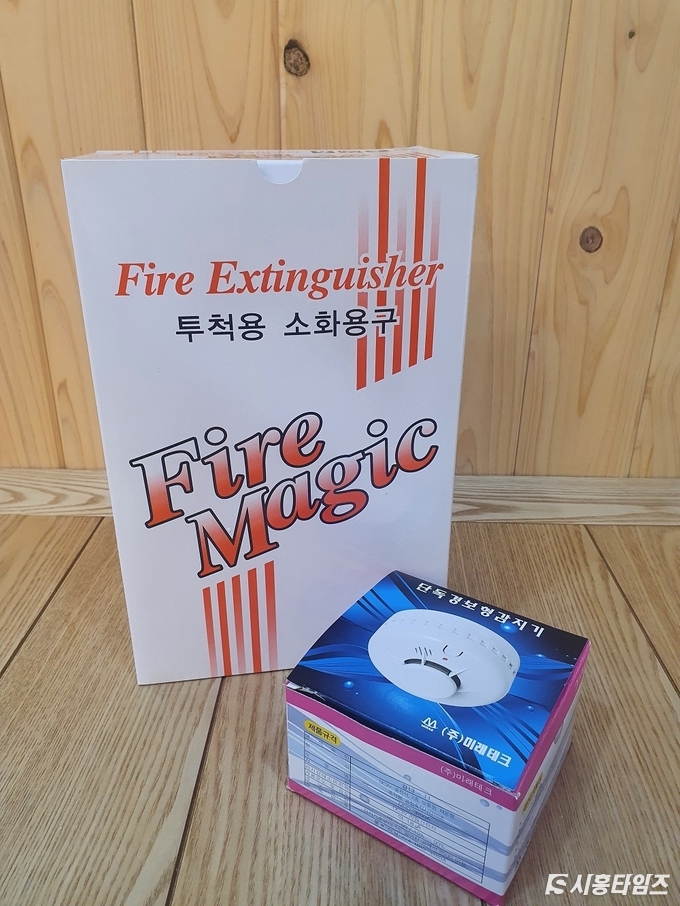 Fire Extinguisher
투척용 소화용구
Fire
Magic
단독경보형감지기
(주)미래테크
제품규격
(주)미래테크
시흥타임즈